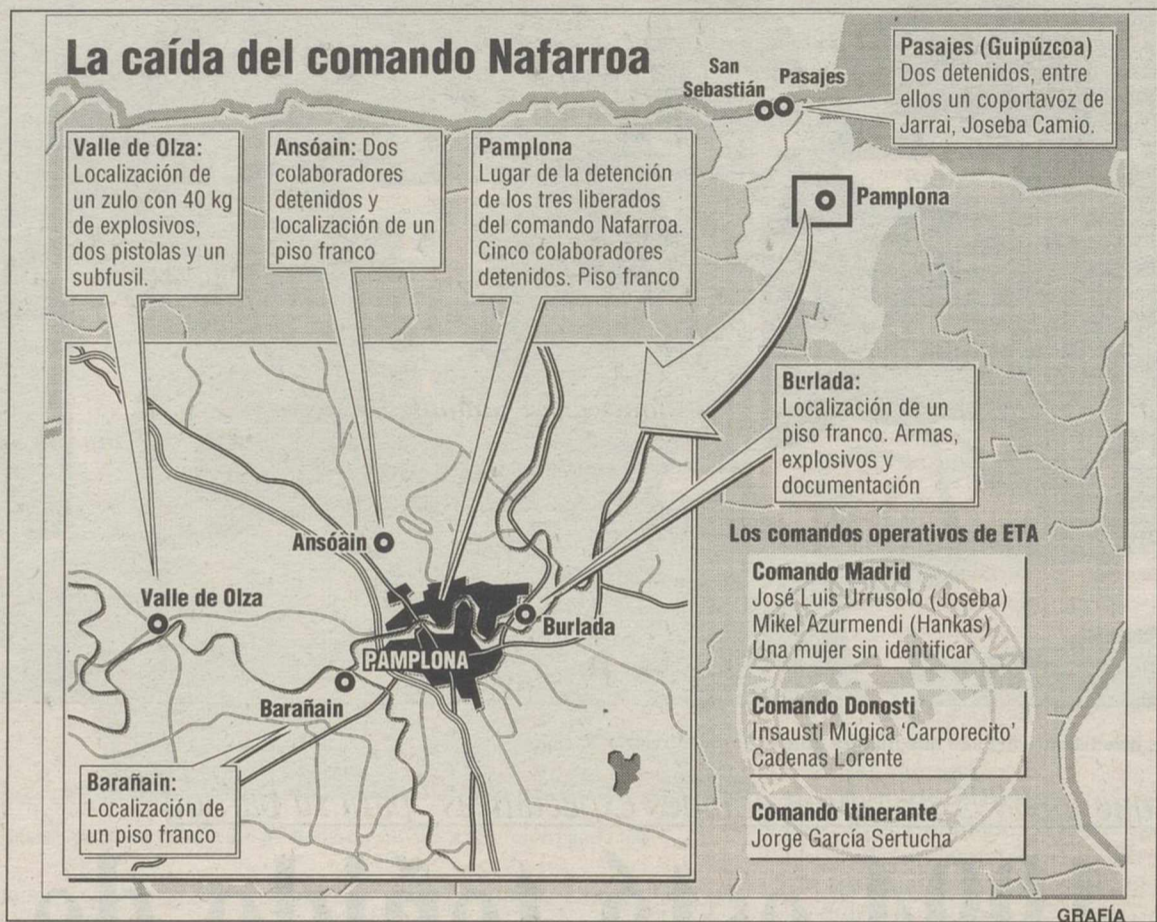 La caída del comando Nafarroa
San
Sebastián
Pasajes
Pasajes (Guipúzcoa)
Dos detenidos, entre
ellos un coportavoz de
Jarrai, Joseba Camio.
Valle de Olza:
Localización de
un zulo con 40 kg
de explosivos,
dos pistolas y un
subfusil.
Ansóain: Dos
colaboradores
detenidos y
localización de un
piso franco
Pamplona
Lugar de la detención
de los tres liberados
del comando Nafarroa.
Cinco colaboradores
detenidos. Piso franco
Pamplona
Burlada:
Localización de un
piso franco. Armas,
explosivos y
documentación
Ansóain
Valle de Olza
Burlada
PAMPLONA
Barañain
Barañain:
Localización de
un piso franco
Los comandos operativos de ETA
Comando Madrid
José Luis Urrusolo (Joseba)
Mikel Azurmendi (Hankas)
Una mujer sin identificar
Comando Donosti
Insausti Múgica 'Carporecito'
Cadenas Lorente
Comando Itinerante
Jorge García Sertucha
GRAFÍA